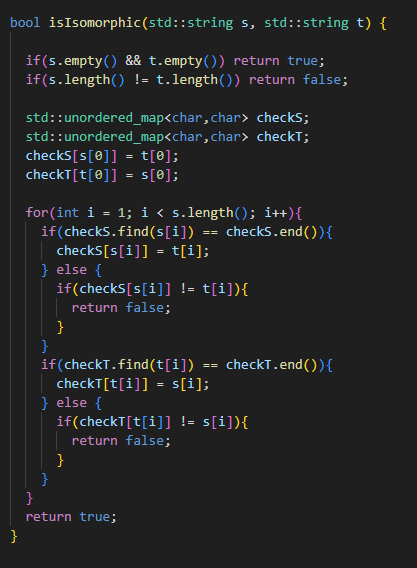 bool isIsomorphic(std::string s, std::string t) {

  if(s.empty() && t.empty()) return true;
  if(s.length() != t.length()) return false;

  std::unordered_map<char,char> checkS;
  std::unordered_map<char,char> checkT;
  checkS[s[0]] = t[0];
  checkT[t[0]] = s[0];

  for(int i = 1; i < s.length(); i++){
    if(checkS.find(s[i]) == checkS.end()){
      checkS[s[i]] = t[i];
    } else {
      if(checkS[s[i]] != t[i]){
        return false;
      }
    }
    if(checkT.find(t[i]) == checkT.end()){
      checkT[t[i]] = s[i];
    } else {
      if(checkT[t[i]] != s[i]){
        return false;
      }
    }
  }
  return true;
}